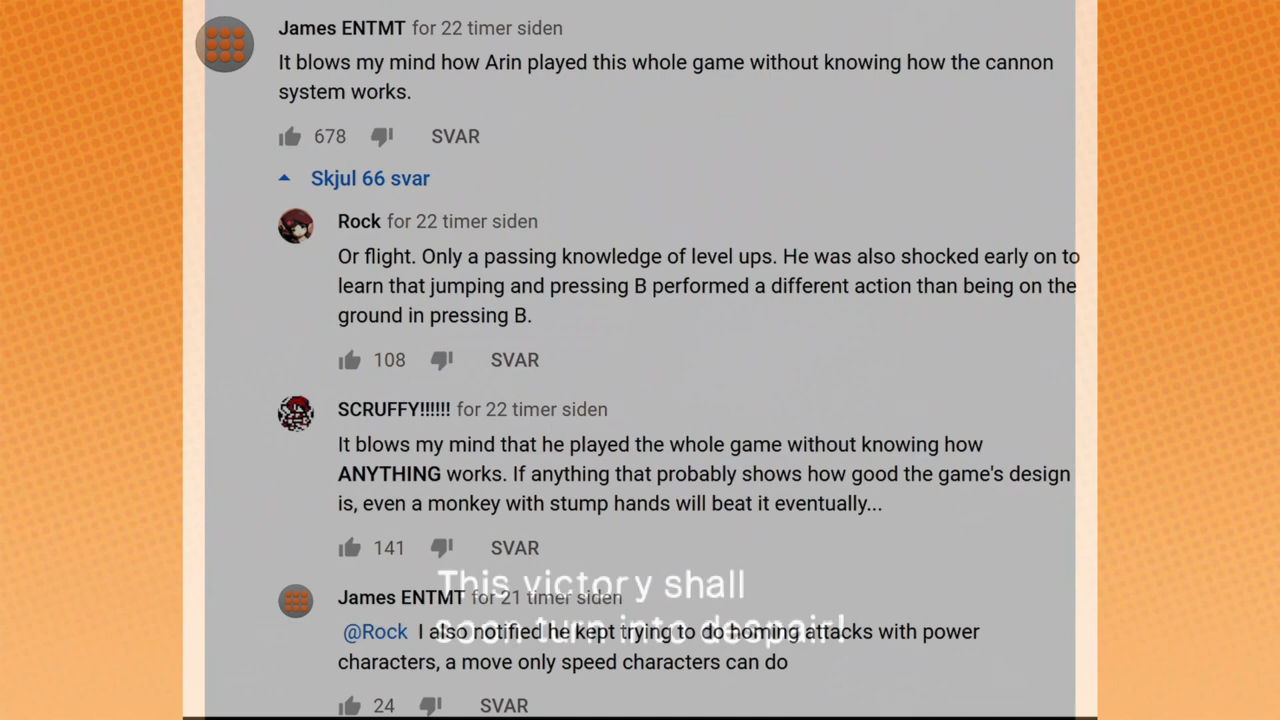 James ENTMT for 22 timer siden
It blows my mind how Arin played this whole game without knowing how the cannon
system works.
678 SVAR
Skjul 66 svar
Rock for 22 timer siden
Or flight. Only a passing knowledge of level ups. He was also shocked early on to
learn that jumping and pressing B performed a different action than being on the
ground in pressing B.
108 SVAR
SCRUFFY!!!!!! for 22 timer siden
It blows my mind that he played the whole game without knowing how
ANYTHING works. If anything that probably shows how good the game's design
is, even a monkey with stump hands will beat it eventually...
141 SVAR
This victory shall
James ENTMT for 21 timer siden
soon turn into despair!
@Rock I also notified he kept trying to do homing attacks with power
characters, a move only speed characters can do
24 SVAR